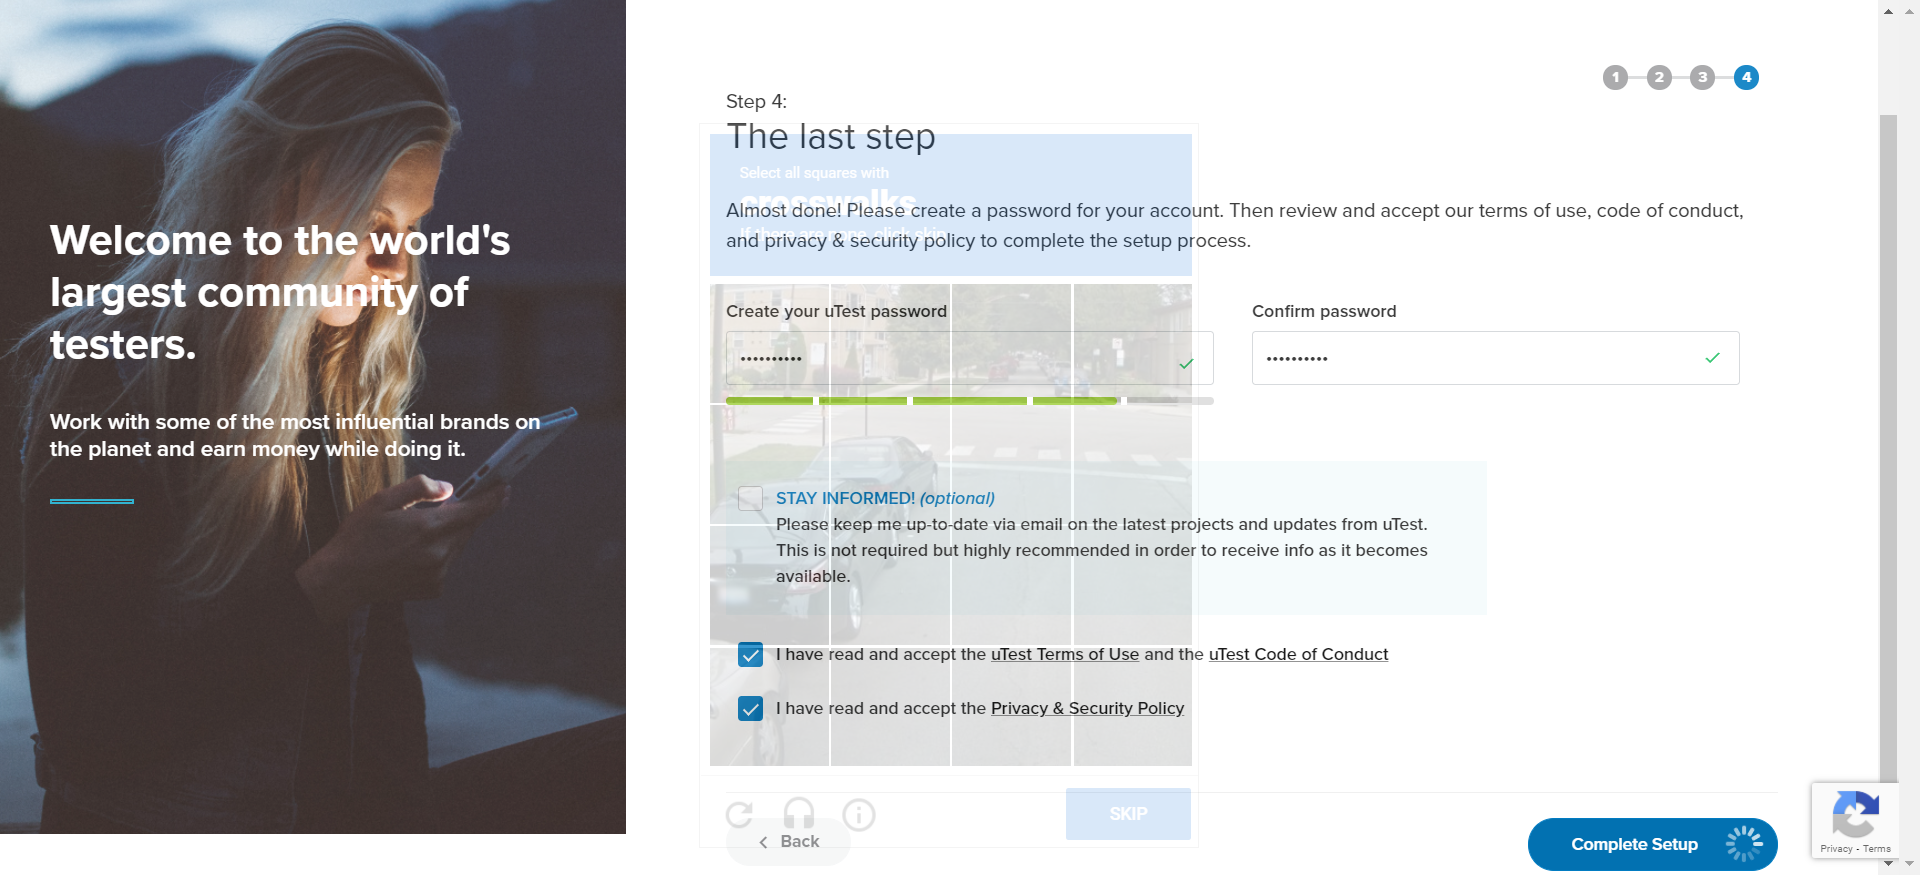 Welcome to the world's
largest community of
testers.
Work with some of the most influential brands on
the planet and earn money while doing it.
1 2 3 4
Step 4:
The last step
Select all squares with
crosswalks
If there are none, click skip
Almost done! Please create a password for your account. Then review and accept our terms of use, code of conduct,
and privacy & security policy to complete the setup process.
Create your uTest password
Confirm password
••••••••••
••••••••••
STAY INFORMED! (optional)
Please keep me up-to-date via email on the latest projects and updates from uTest.
This is not required but highly recommended in order to receive info as it becomes
available.
I have read and accept the uTest Terms of Use and the uTest Code of Conduct
I have read and accept the Privacy & Security Policy
SKIP
Back
Complete Setup
Privacy - Terms